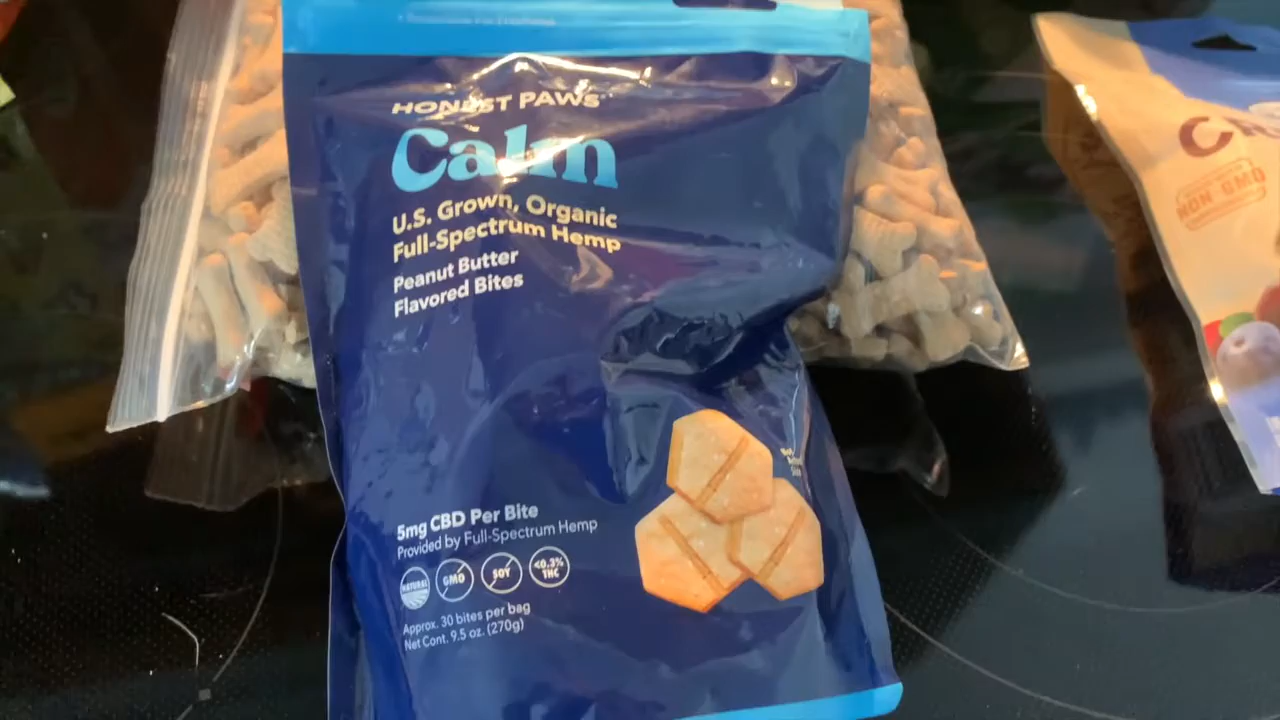 HONEST PAWS
Calm
U.S. Grown, Organic
Full-Spectrum Hemp
Peanut Butter
Flavored Bites
5mg CBD Per Bite
Provided by Full-Spectrum Hemp
NATURAL
GMO
SOY
<0.3%
THC
Approx. 30 bites per bag
Net Cont. 9.5 oz. (270g)
NON GMO